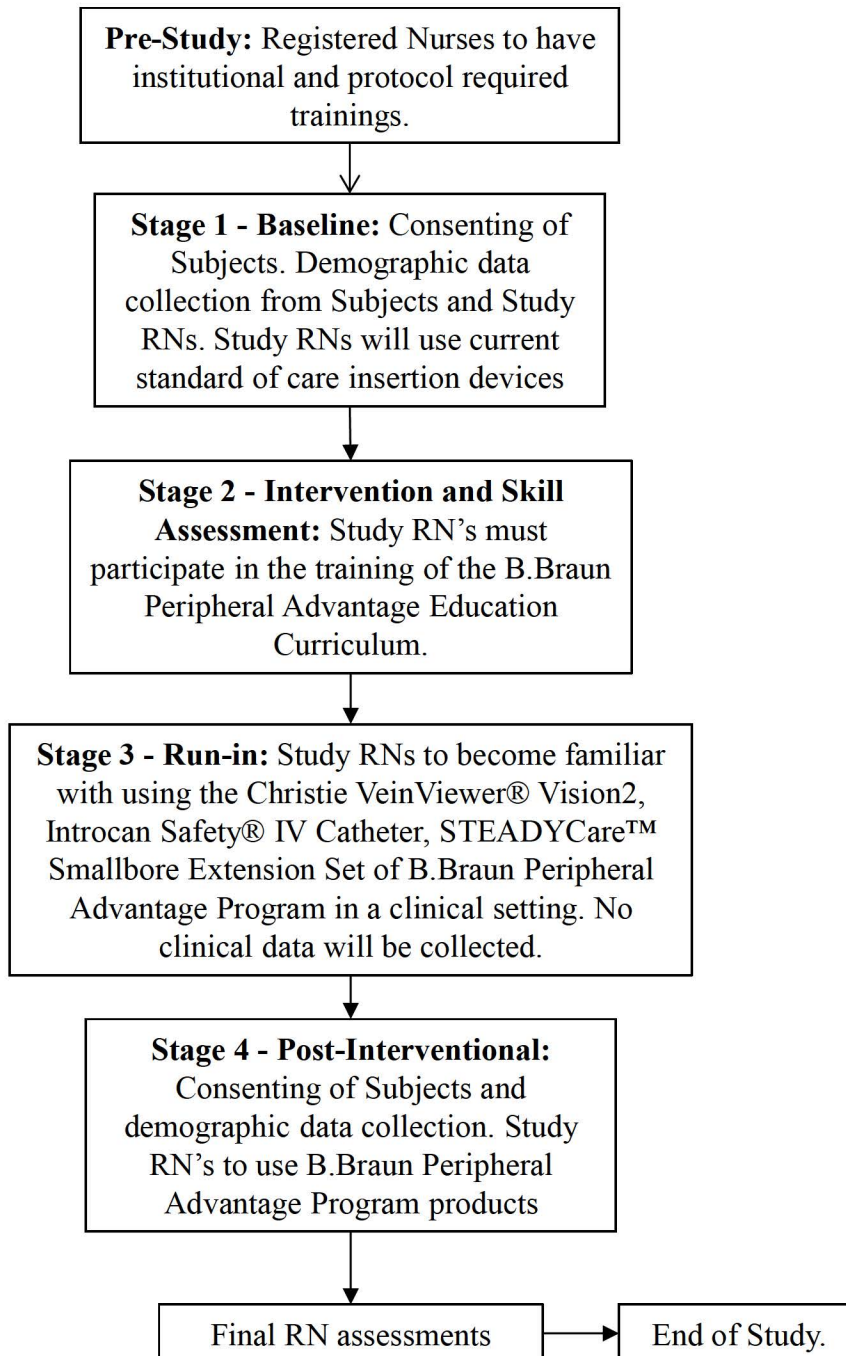 Pre-Study: Registered Nurses to have
institutional and protocol required
trainings.
Stage 1 - Baseline: Consenting of
Subjects. Demographic data
collection from Subjects and Study
RNs. Study RNs will use current
standard of care insertion devices
Stage 2 - Intervention and Skill
Assessment: Study RN’s must
participate in the training of the B.Braun
Peripheral Advantage Education
Curriculum.
Stage 3 - Run-in: Study RNs to become familiar
with using the Christie VeinViewer® Vision2,
Introcan Safety® IV Catheter, STEADYCare™
Smallbore Extension Set of B.Braun Peripheral
Advantage Program in a clinical setting. No
clinical data will be collected.
Stage 4 - Post-Interventional:
Consenting of Subjects and
demographic data collection. Study
RN’s to use B.Braun Peripheral
Advantage Program products
Final RN assessments
End of Study.